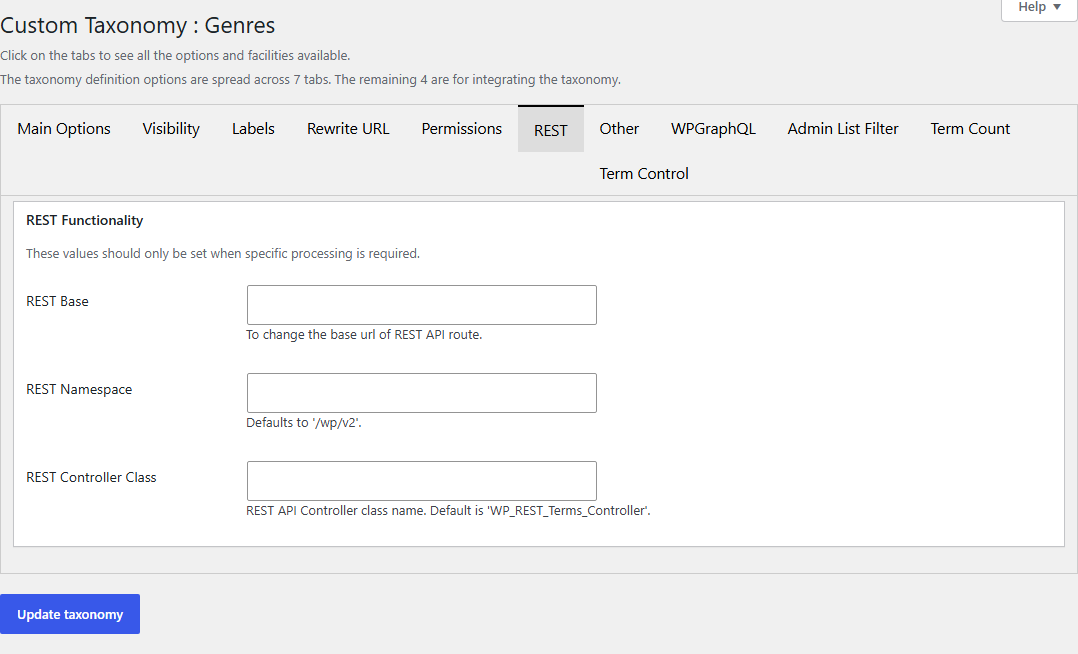 Help ▼
Custom Taxonomy : Genres
Click on the tabs to see all the options and facilities available.
The taxonomy definition options are spread across 7 tabs. The remaining 4 are for integrating the taxonomy.
Main Options Visibility Labels Rewrite URL Permissions REST Other WPGraphQL Admin List Filter Term Count
Term Control
REST Functionality
These values should only be set when specific processing is required.
REST Base
To change the base url of REST API route.
REST Namespace
Defaults to '/wp/v2'.
REST Controller Class
REST API Controller class name. Default is 'WP_REST_Terms_Controller'.
Update taxonomy